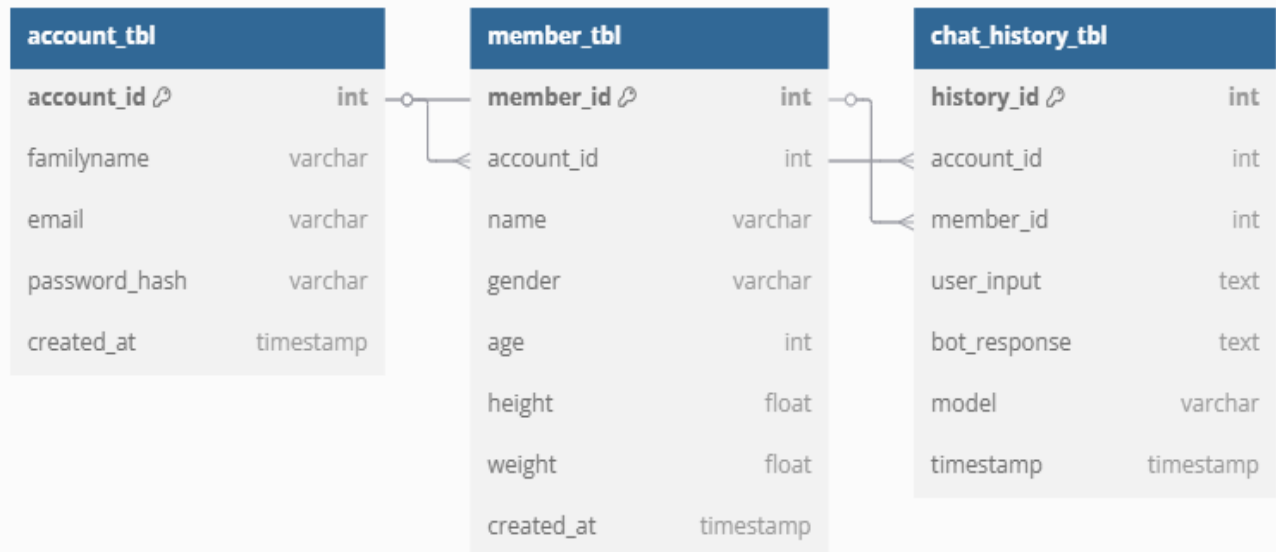 account_tbl
account_id int
familyname varchar
email varchar
password_hash varchar
created_at timestamp
member_tbl
member_id int
account_id int
name varchar
gender varchar
age int
height float
weight float
created_at timestamp
chat_history_tbl
history_id int
account_id int
member_id int
user_input text
bot_response text
model varchar
timestamp timestamp